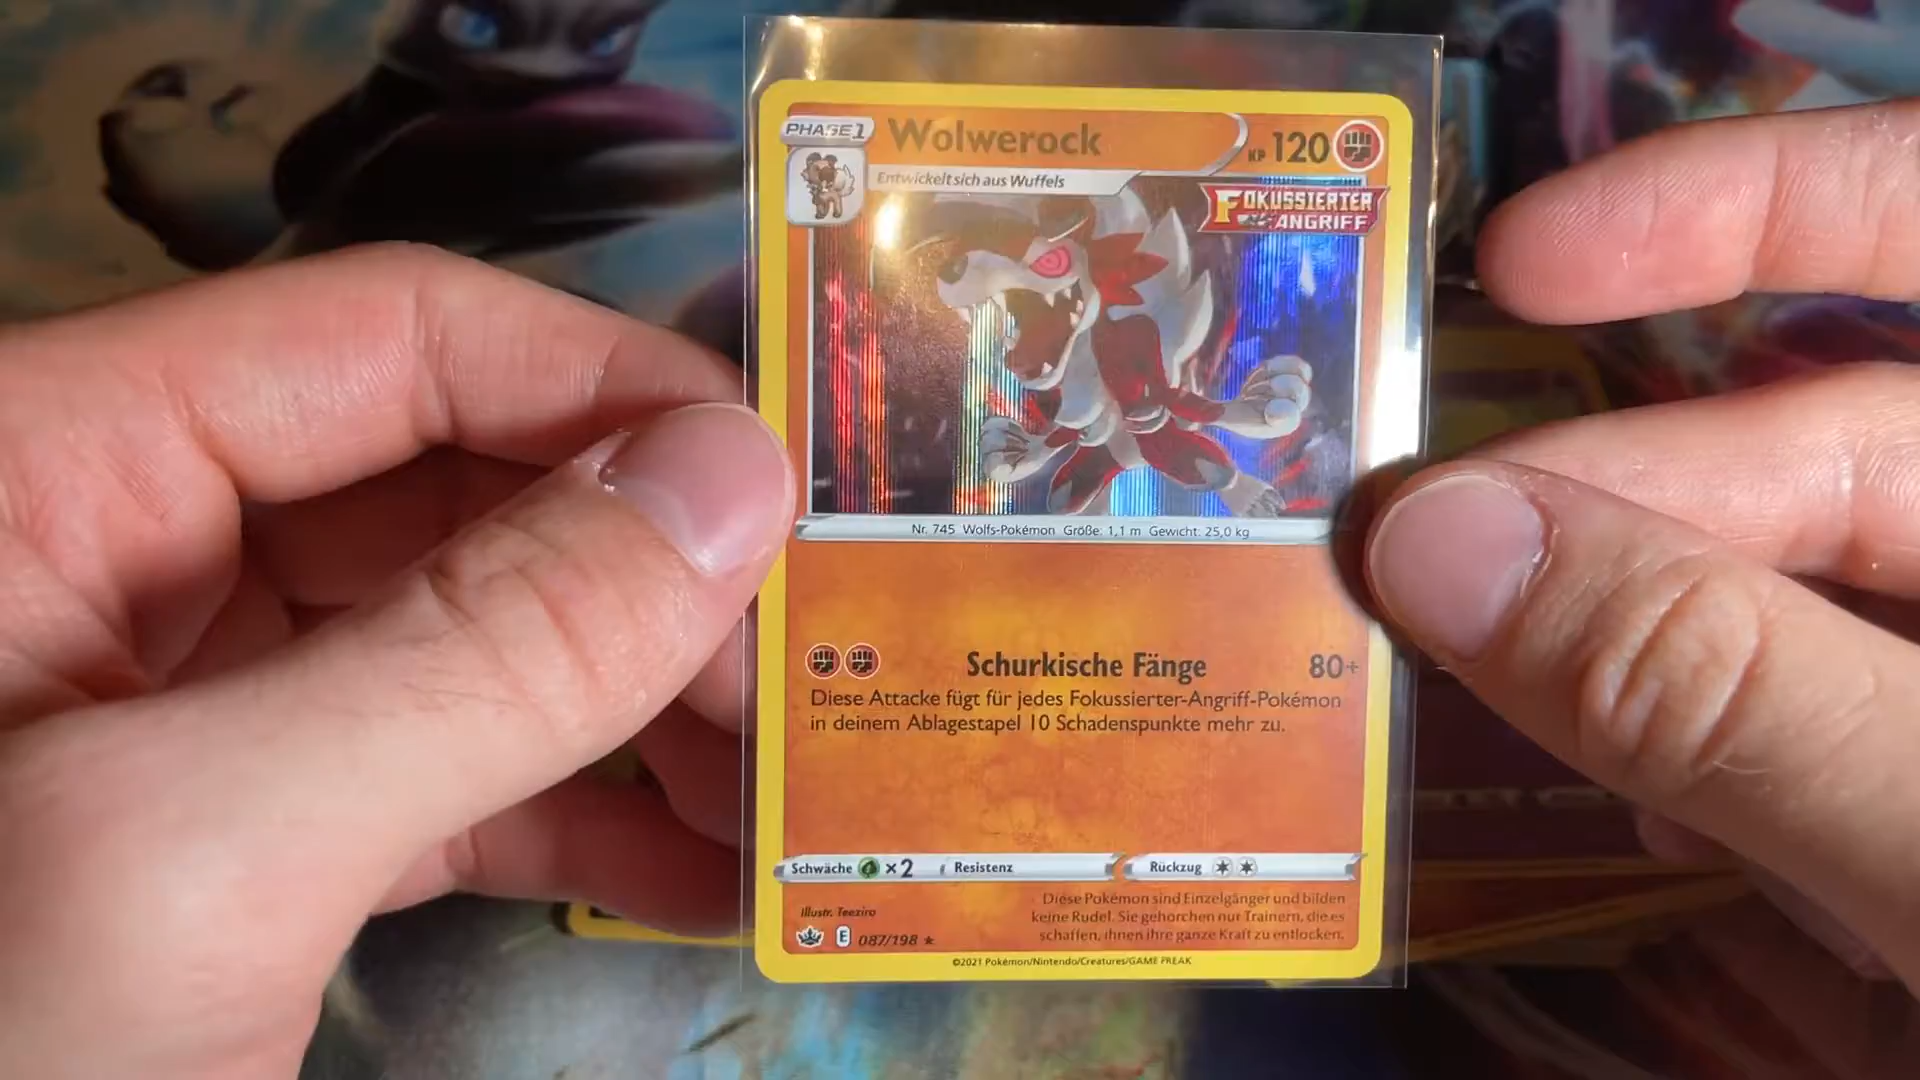 PHASE 1
Wolwerock
KP 120
Entwickelt sich aus Wuffels
FOKUSSIERTER
ANGRIFF
Nr. 745 Wolfs-Pokémon Größe: 1,1 m Gewicht: 25,0 kg
Schurkische Fänge 80+
Diese Attacke fügt für jedes Fokussierter-Angriff-Pokémon
in deinem Ablagestapel 10 Schadenspunkte mehr zu.
Schwäche ×2 Resistenz Rückzug
Illustr. Teeziro
Diese Pokémon sind Einzelgänger und bilden
keine Rudel. Sie gehorchen nur Trainern, die es
schaffen, ihnen ihre ganze Kraft zu entlocken.
E 087/198 ★
©2021 Pokémon/Nintendo/Creatures/GAME FREAK